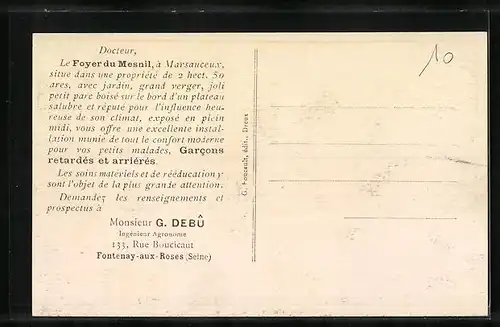 Docteur,
Le Foyer du Mesnil, à Marsanceux,
situé dans une propriété de 2 hect. 50
ares, avec jardin, grand verger, joli
petit parc boisé sur le bord d'un plateau
salubre et réputé pour l'influence heu-
reuse de son climat, exposé en plein
midi, vous offre une excellente instal-
lation munie de tout le confort moderne
pour vos petits malades, Garçons
retardés et arriérés.
Les soins matériels et de rééducation y
sont l'objet de la plus grande attention.
Demandez les renseignements et
prospectus à
Monsieur G. DEBÛ
Ingénieur Agronome
133, Rue Boucicaut
Fontenay-aux-Roses (Seine)
G. Foucault, édit., Dreux
10